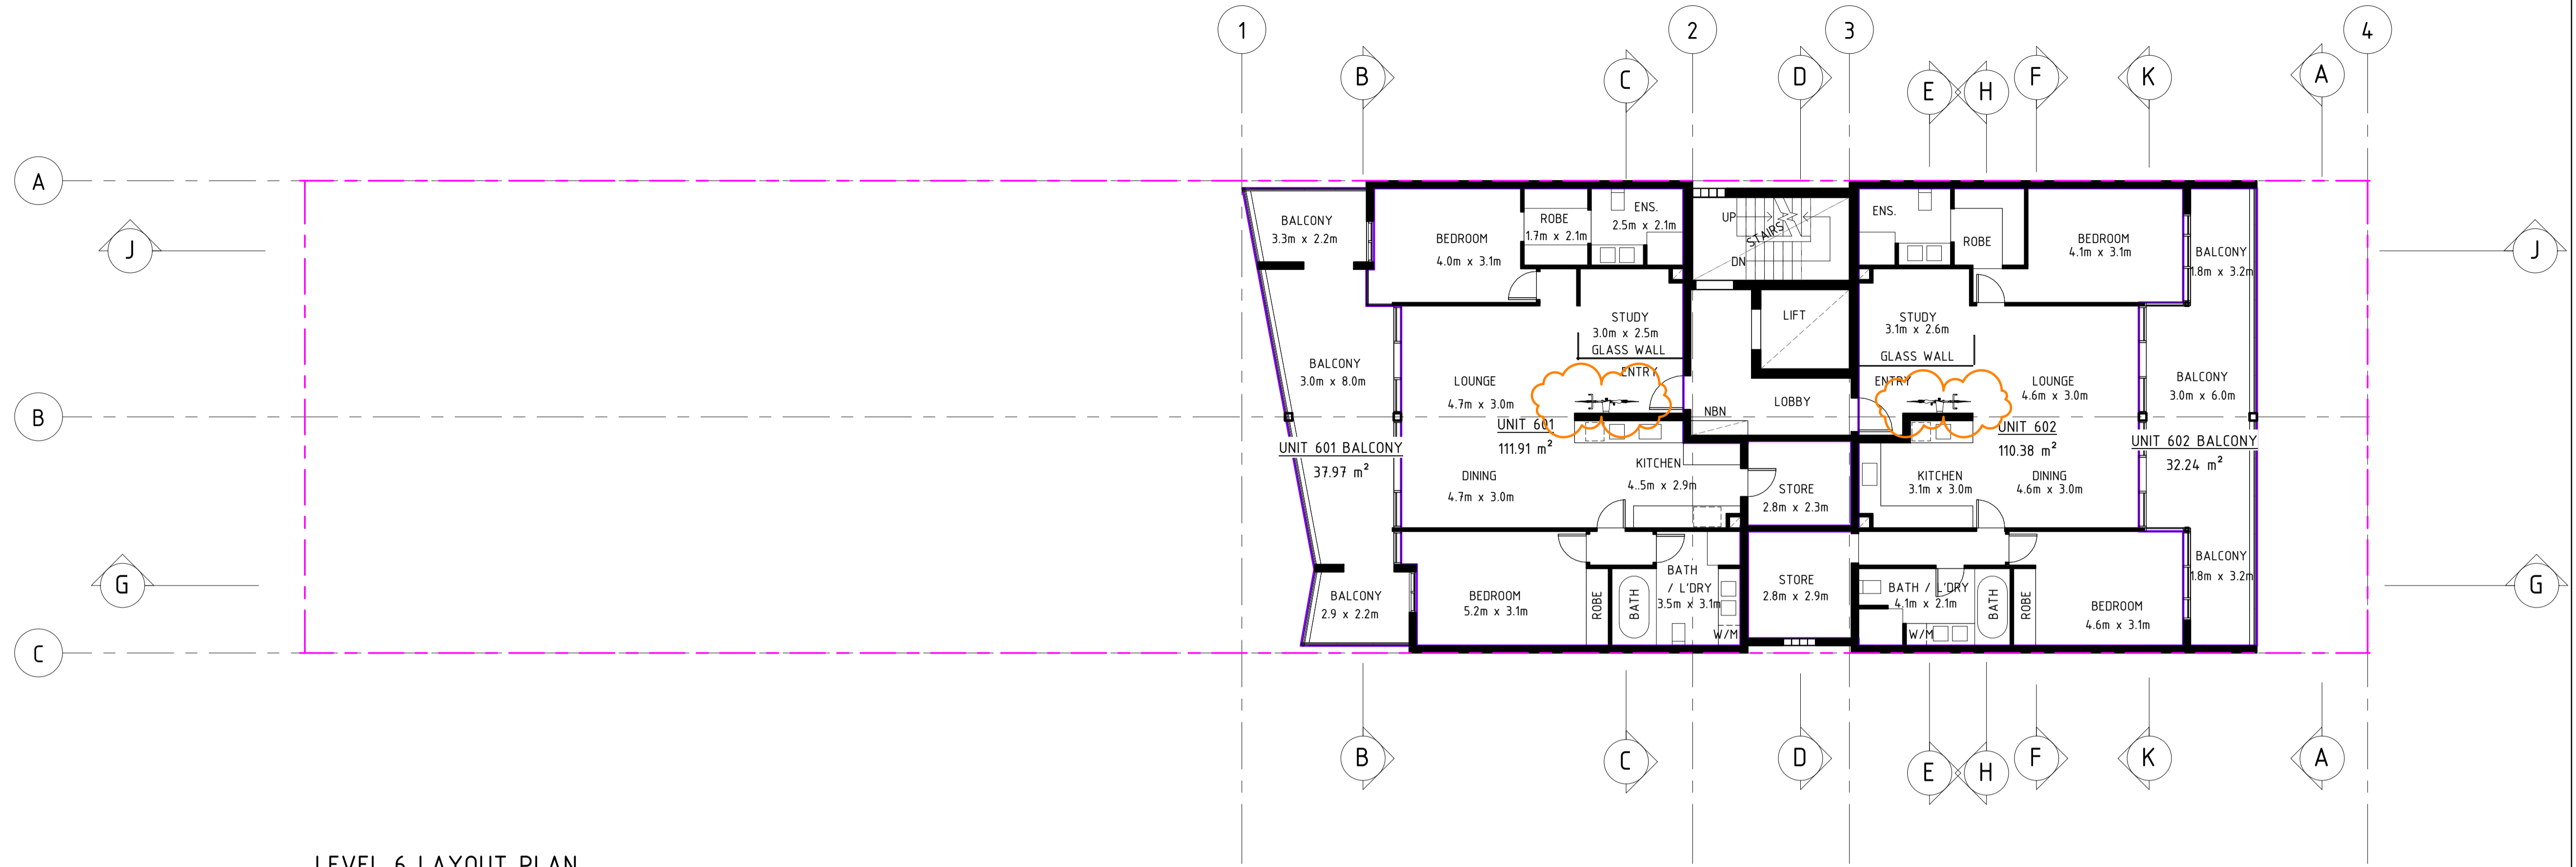 1
2
3
4
B
C
D
E
H
F
K
A
A
J
J
B
G
G
C
BALCONY
3.3m x 2.2m
BEDROOM
4.0m x 3.1m
ROBE
1.7m x 2.1m
ENS.
2.5m x 2.1m
UP
STAIRS
DN
ENS.
ROBE
BEDROOM
4.1m x 3.1m
BALCONY
1.8m x 3.2m
STUDY
3.0m x 2.5m
GLASS WALL
LIFT
STUDY
3.1m x 2.6m
GLASS WALL
BALCONY
3.0m x 8.0m
LOUNGE
4.7m x 3.0m
ENTRY
NBN
LOBBY
ENTRY
LOUNGE
4.6m x 3.0m
BALCONY
3.0m x 6.0m
UNIT 601 BALCONY
37.97 m²
UNIT 601
111.91 m²
UNIT 602
110.38 m²
UNIT 602 BALCONY
32.24 m²
DINING
4.7m x 3.0m
KITCHEN
4..5m x 2.9m
STORE
2.8m x 2.3m
KITCHEN
3.1m x 3.0m
DINING
4.6m x 3.0m
BALCONY
2.9 x 2.2m
BEDROOM
5.2m x 3.1m
ROBE
BATH
BATH
/ L'DRY
3.5m x 3.1m
W/M
STORE
2.8m x 2.9m
BATH / L'DRY
4.1m x 2.1m
W/M
BATH
ROBE
BEDROOM
4.6m x 3.1m
BALCONY
1.8m x 3.2m
B
C
D
E
H
F
K
A
LEVEL 6 LAYOUT PLAN